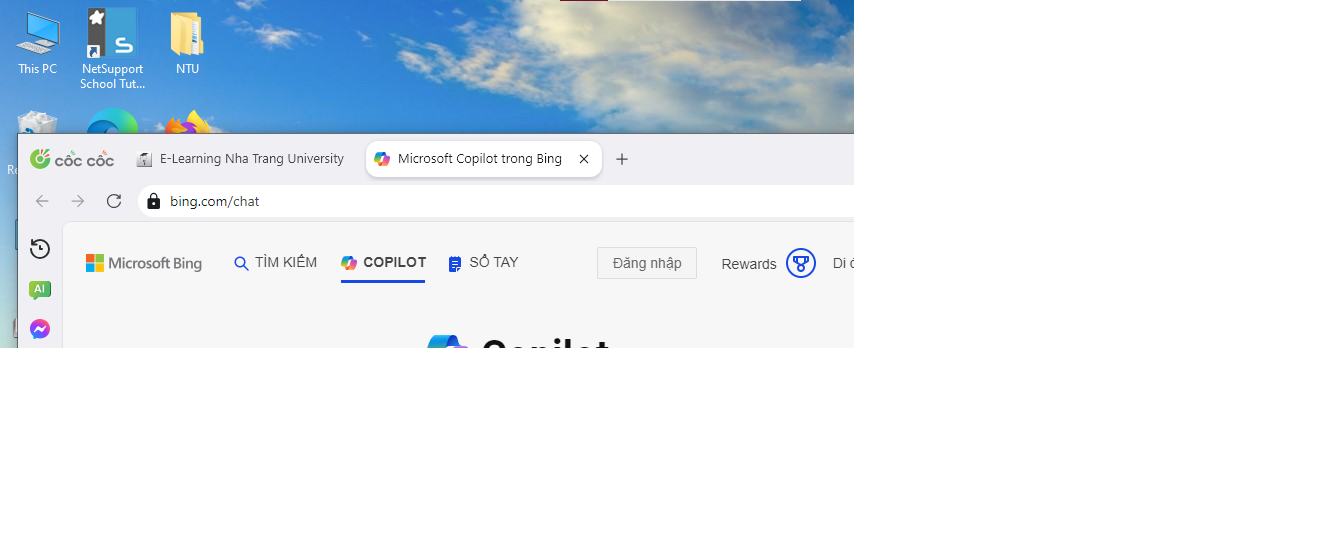 This PC
NetSupport
School Tut...
NTU
Re
cốc cốc
E-Learning Nha Trang University
Microsoft Copilot trong Bing
bing.com/chat
Microsoft Bing
TÌM KIẾM
COPILOT
SỔ TAY
Đăng nhập
Rewards
Di đ
AI
Copilot